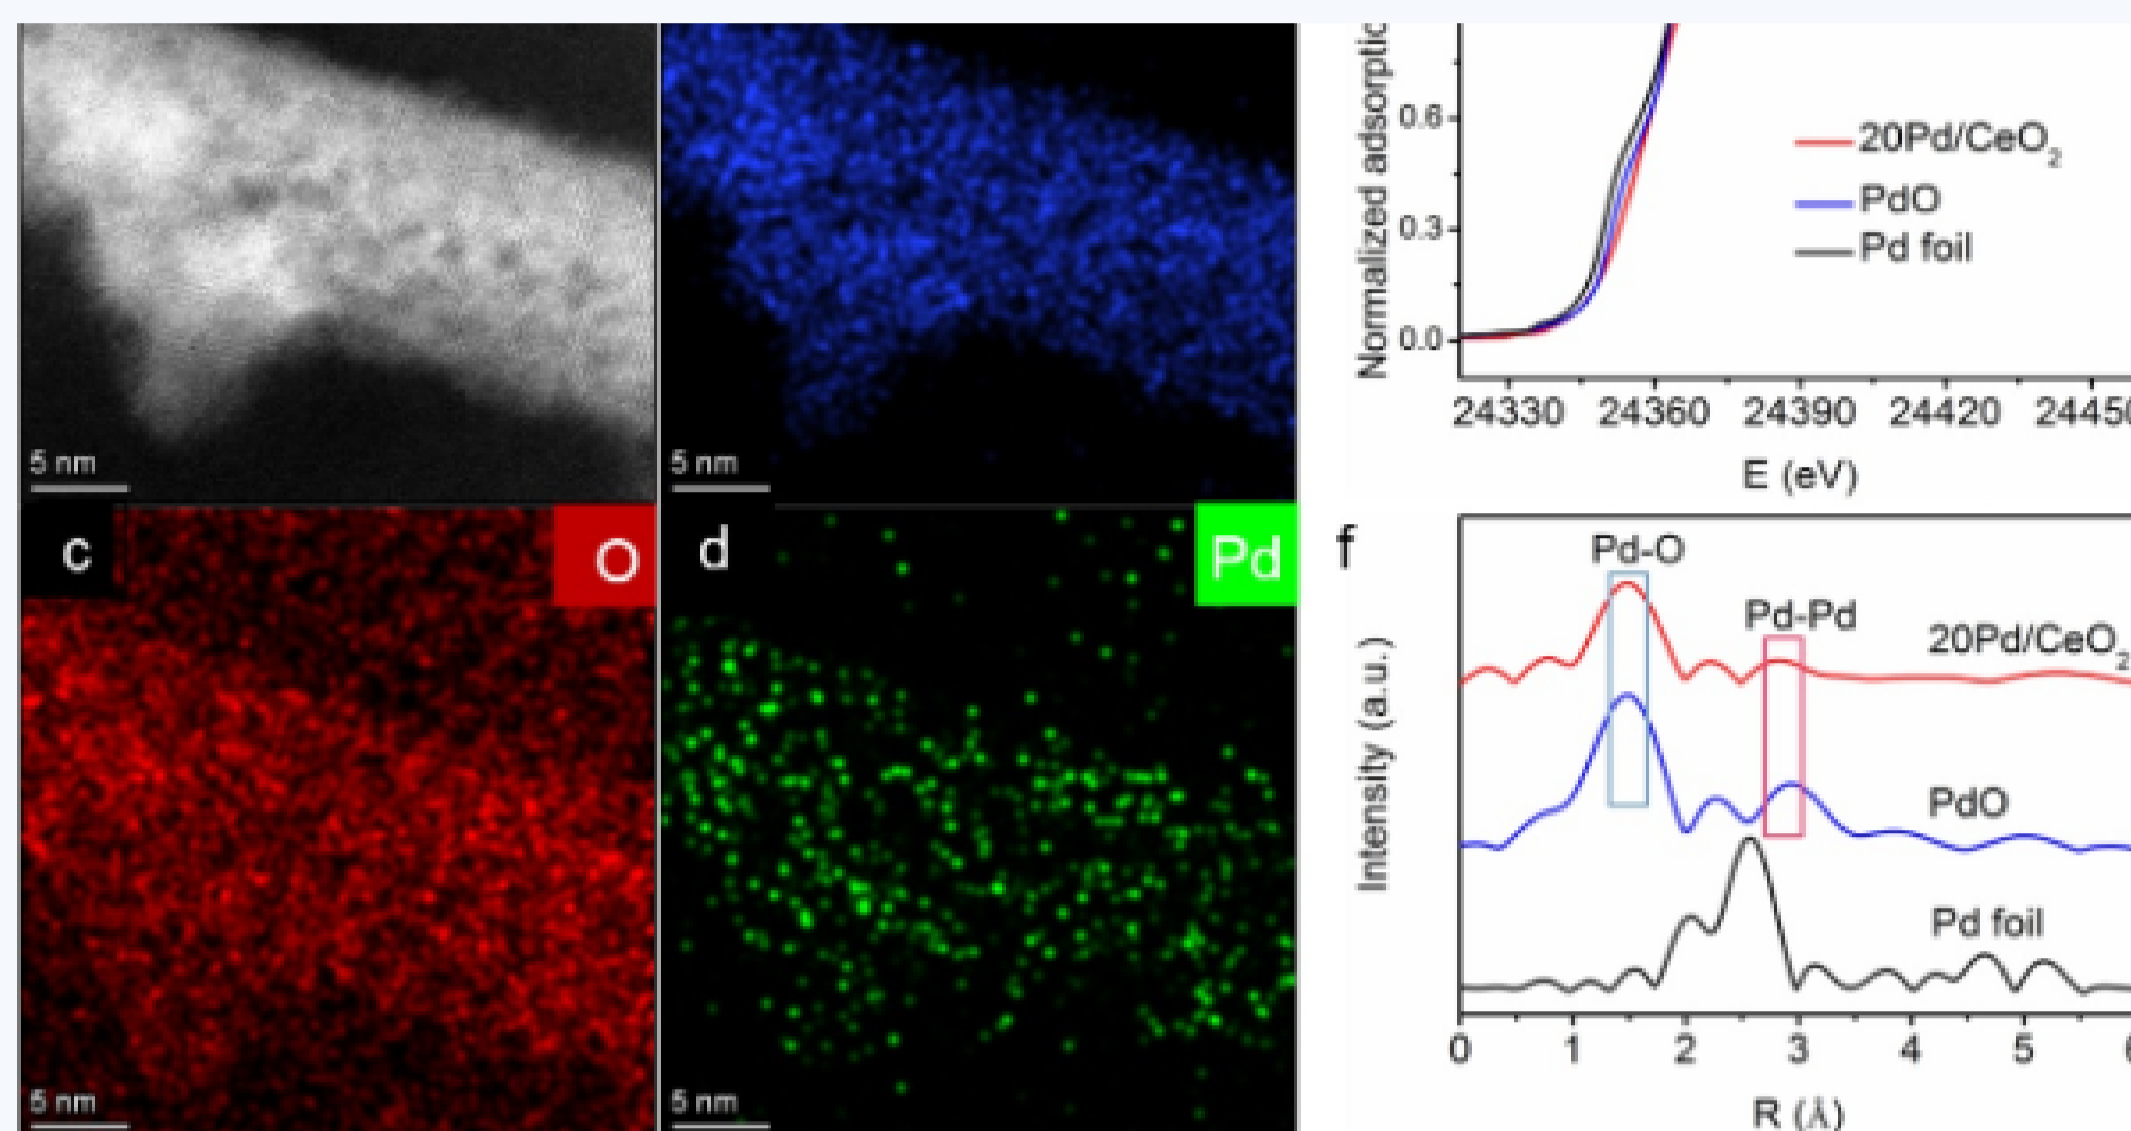 5 nm
5 nm
Normalized adsorptio
0.6
0.3
0.0
20Pd/CeO₂
PdO
Pd foil
24330 24360 24390 24420 24450
E (eV)
c
O
5 nm
d
Pd
5 nm
f
Pd-O
Pd-Pd
20Pd/CeO₂
PdO
Pd foil
Intensity (a.u.)
0 1 2 3 4 5 6
R (Å)